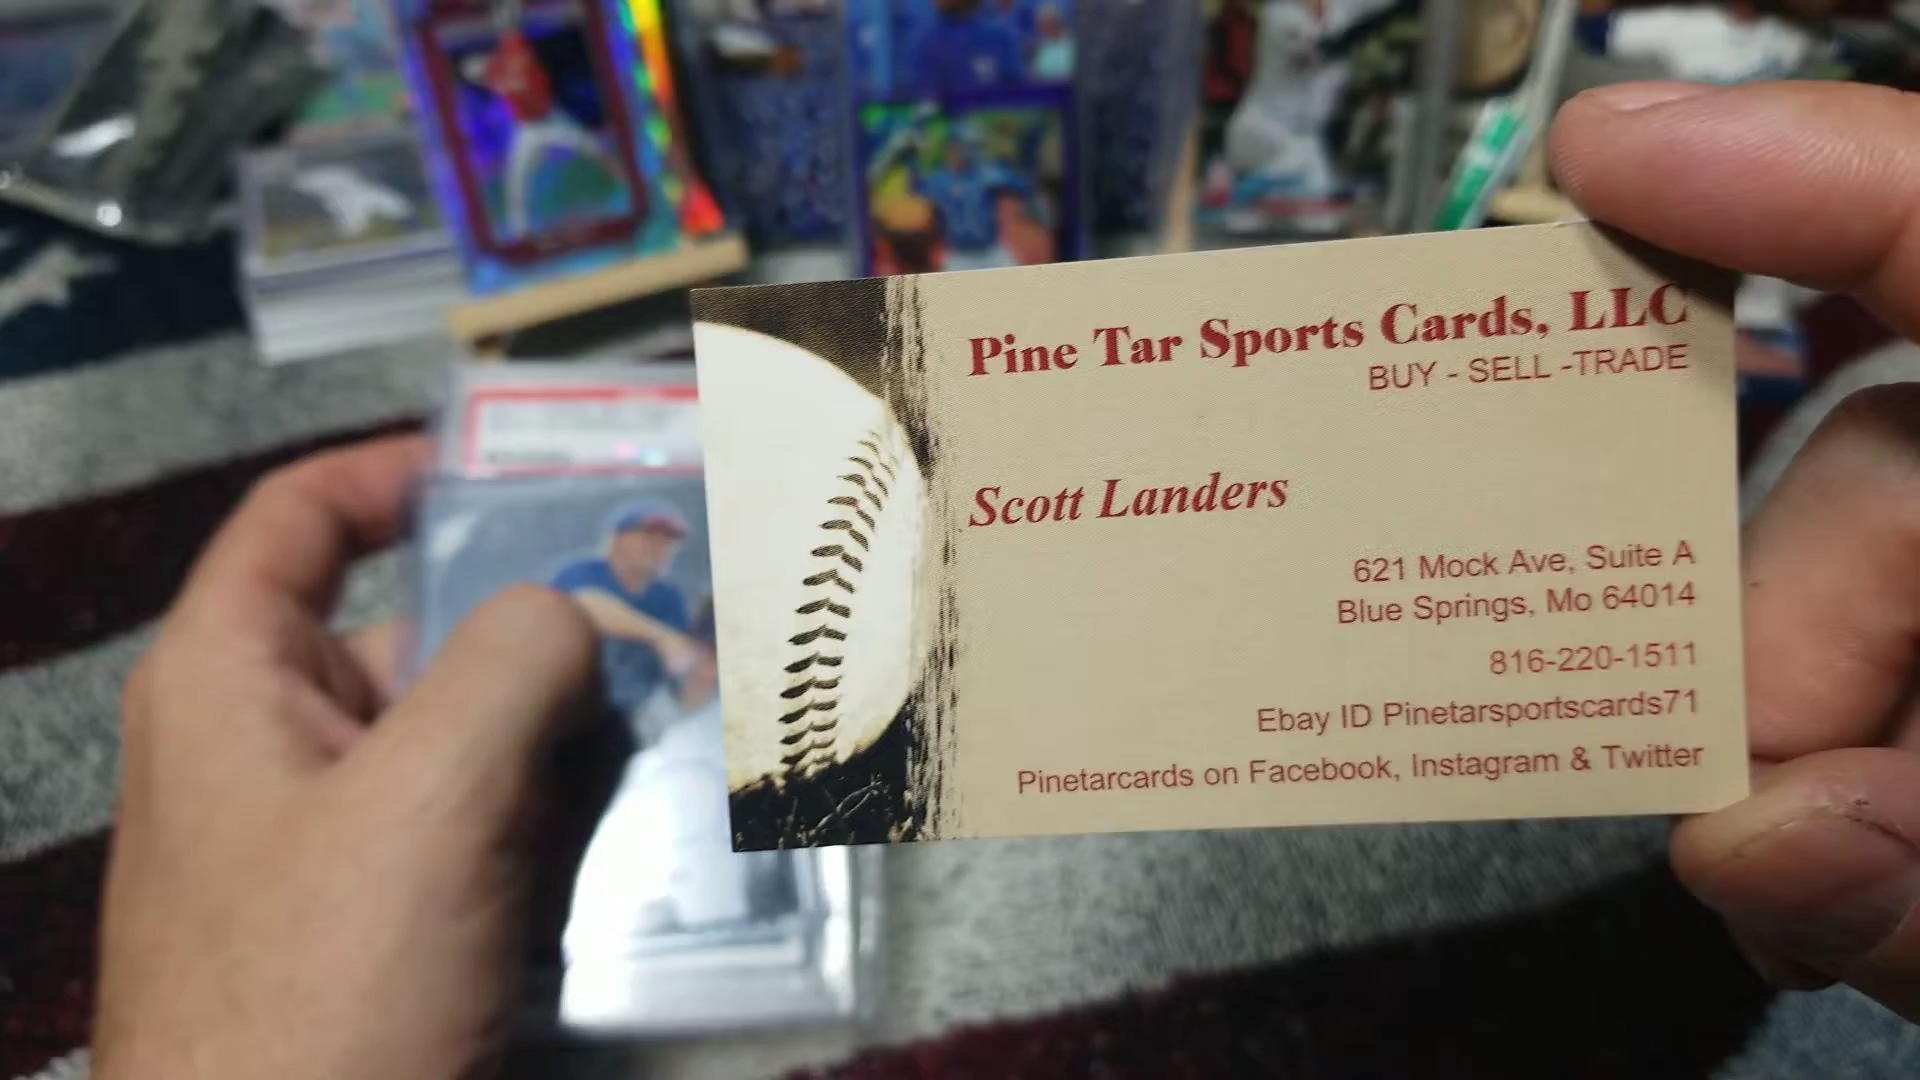 Pine Tar Sports Cards, LLC
BUY - SELL -TRADE
Scott Landers
621 Mock Ave, Suite A
Blue Springs, Mo 64014
816-220-1511
Ebay ID Pinetarsportscards71
Pinetarcards on Facebook, Instagram & Twitter